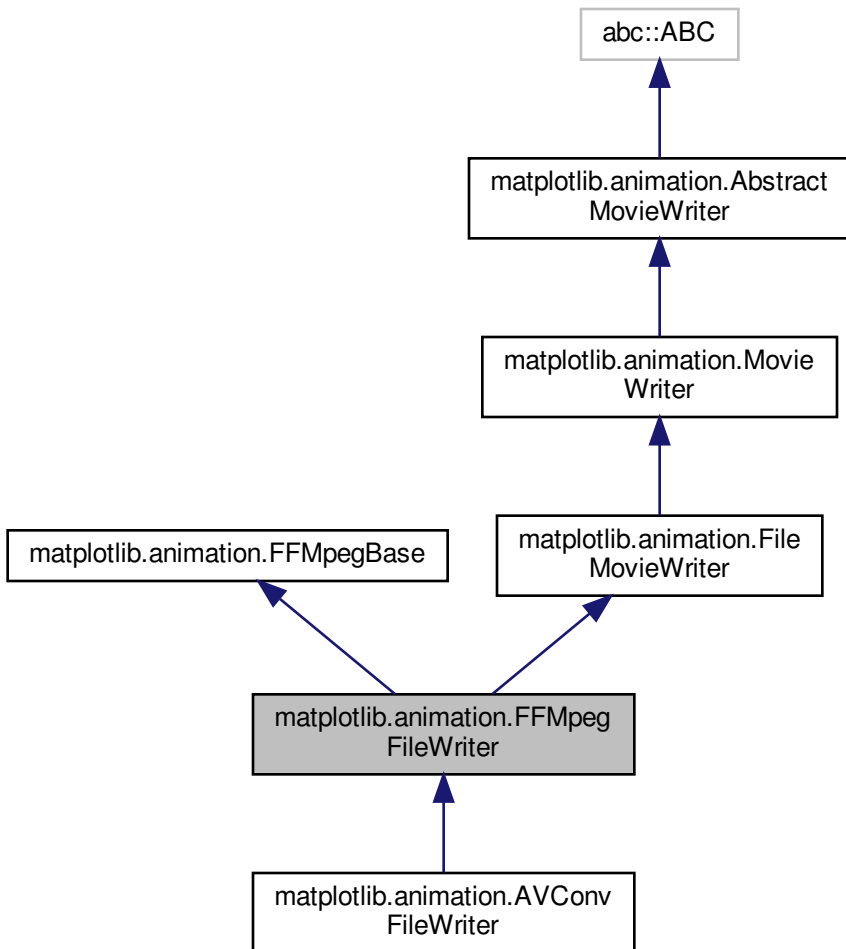 abc::ABC
matplotlib.animation.Abstract
MovieWriter
matplotlib.animation.Movie
Writer
matplotlib.animation.FFMpegBase
matplotlib.animation.File
MovieWriter
matplotlib.animation.FFMpeg
FileWriter
matplotlib.animation.AVConv
FileWriter